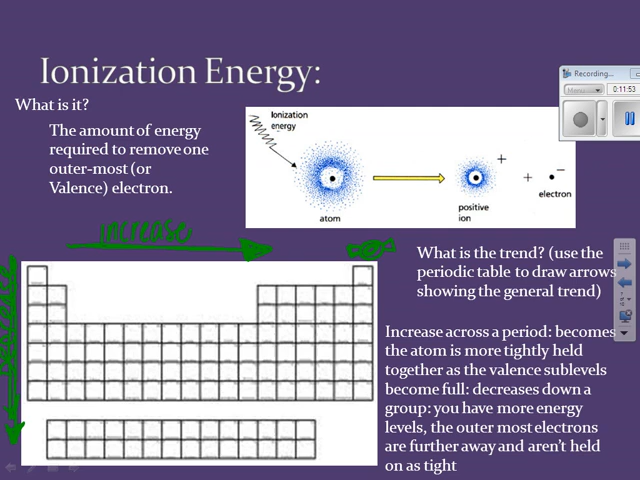 Ionization Energy:
What is it?
The amount of energy
required to remove one
outer-most (or
Valence) electron.
Ionization
energy
atom
+
positive
ion
+
−
electron
Recording...
Menu
0:11:53
increase
decrease
What is the trend? (use the
periodic table to draw arrows
showing the general trend)
Increase across a period: becomes
the atom is more tightly held
together as the valence sublevels
become full: decreases down a
group: you have more energy
levels, the outer most electrons
are further away and aren't held
on as tight